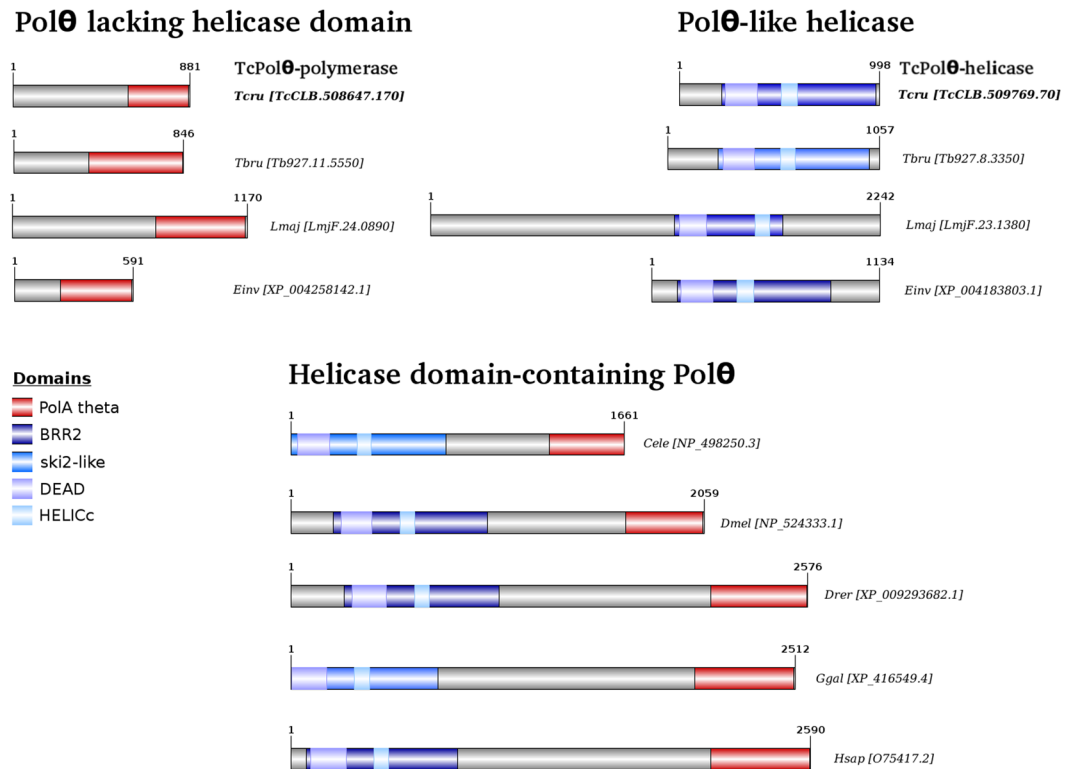 Polθ lacking helicase domain
1 881
TcPolθ-polymerase
Tcru [TcCLB.508647.170]
1 846
Tbru [Tb927.11.5550]
1 1170
Lmaj [LmjF.24.0890]
1 591
Einv [XP_004258142.1]
Polθ-like helicase
1 998
TcPolθ-helicase
Tcru [TcCLB.509769.70]
1 1057
Tbru [Tb927.8.3350]
1 2242
Lmaj [LmjF.23.1380]
1 1134
Einv [XP_004183803.1]
Domains
PolA theta
BRR2
ski2-like
DEAD
HELICc
Helicase domain-containing Polθ
1 1661
Cele [NP_498250.3]
1 2059
Dmel [NP_524333.1]
1 2576
Drer [XP_009293682.1]
1 2512
Ggal [XP_416549.4]
1 2590
Hsap [O75417.2]